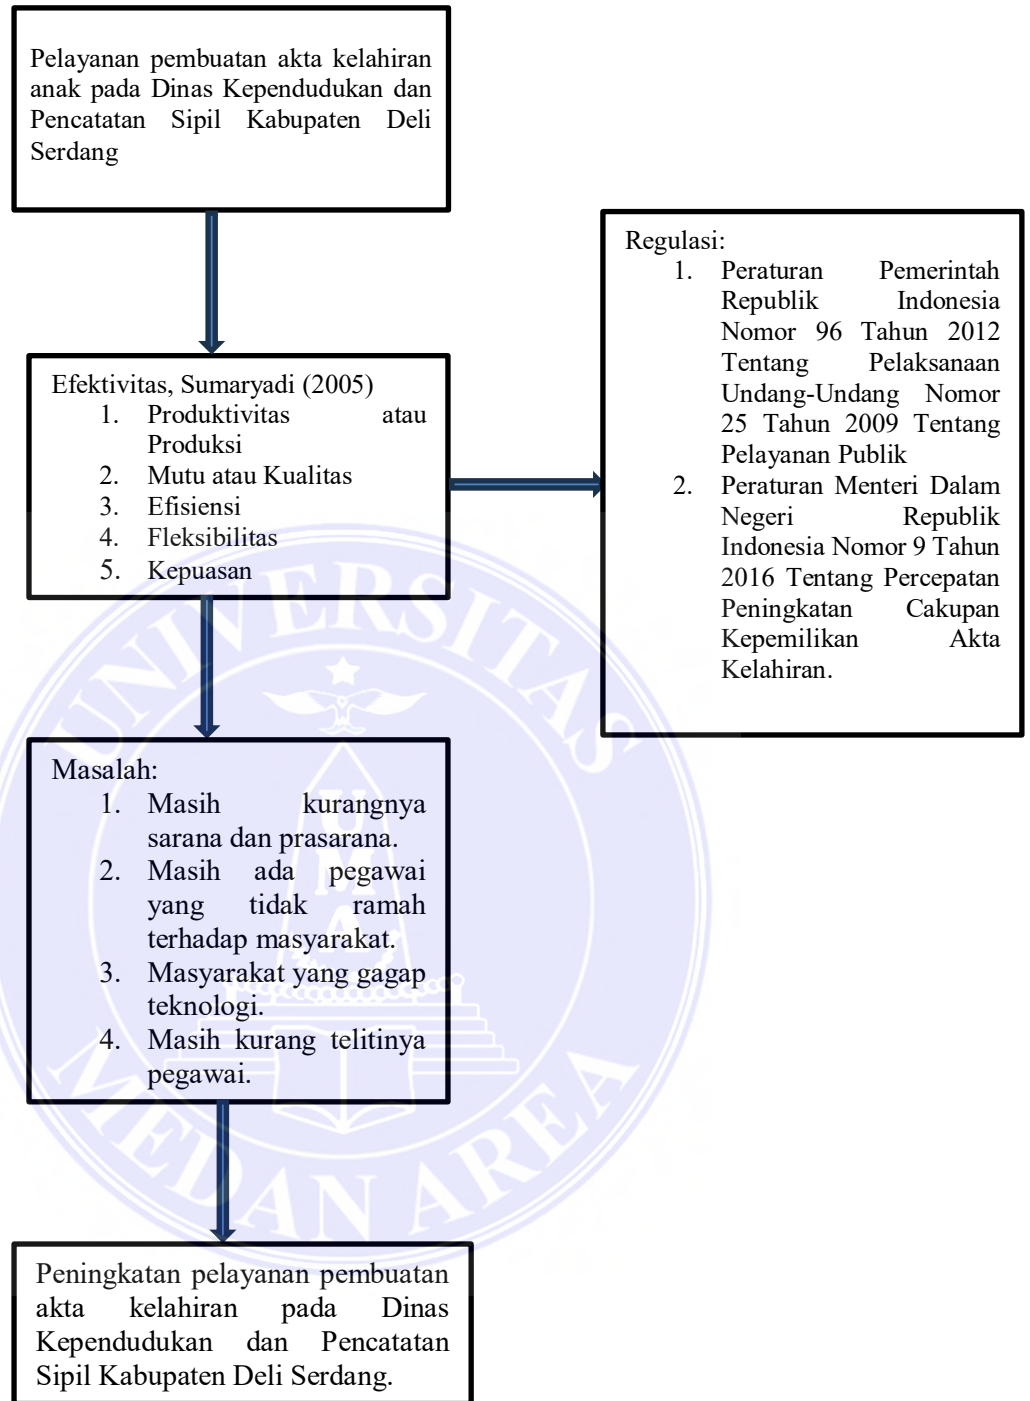 Pelayanan pembuatan akta kelahiran
anak pada Dinas Kependudukan dan
Pencatatan Sipil Kabupaten Deli
Serdang
Regulasi:
1. Peraturan Pemerintah
Republik Indonesia
Nomor 96 Tahun 2012
Tentang Pelaksanaan
Undang-Undang Nomor
25 Tahun 2009 Tentang
Pelayanan Publik
2. Peraturan Menteri Dalam
Negeri Republik
Indonesia Nomor 9 Tahun
2016 Tentang Percepatan
Peningkatan Cakupan
Kepemilikan Akta
Kelahiran.
Efektivitas, Sumaryadi (2005)
1. Produktivitas atau
Produksi
2. Mutu atau Kualitas
3. Efisiensi
4. Fleksibilitas
5. Kepuasan
Masalah:
1. Masih kurangnya
sarana dan prasarana.
2. Masih ada pegawai
yang tidak ramah
terhadap masyarakat.
3. Masyarakat yang gagap
teknologi.
4. Masih kurang telitinya
pegawai.
Peningkatan pelayanan pembuatan
akta kelahiran pada Dinas
Kependudukan dan Pencatatan
Sipil Kabupaten Deli Serdang.
UNIVERSITAS
MEDAN AREA
U
M
A